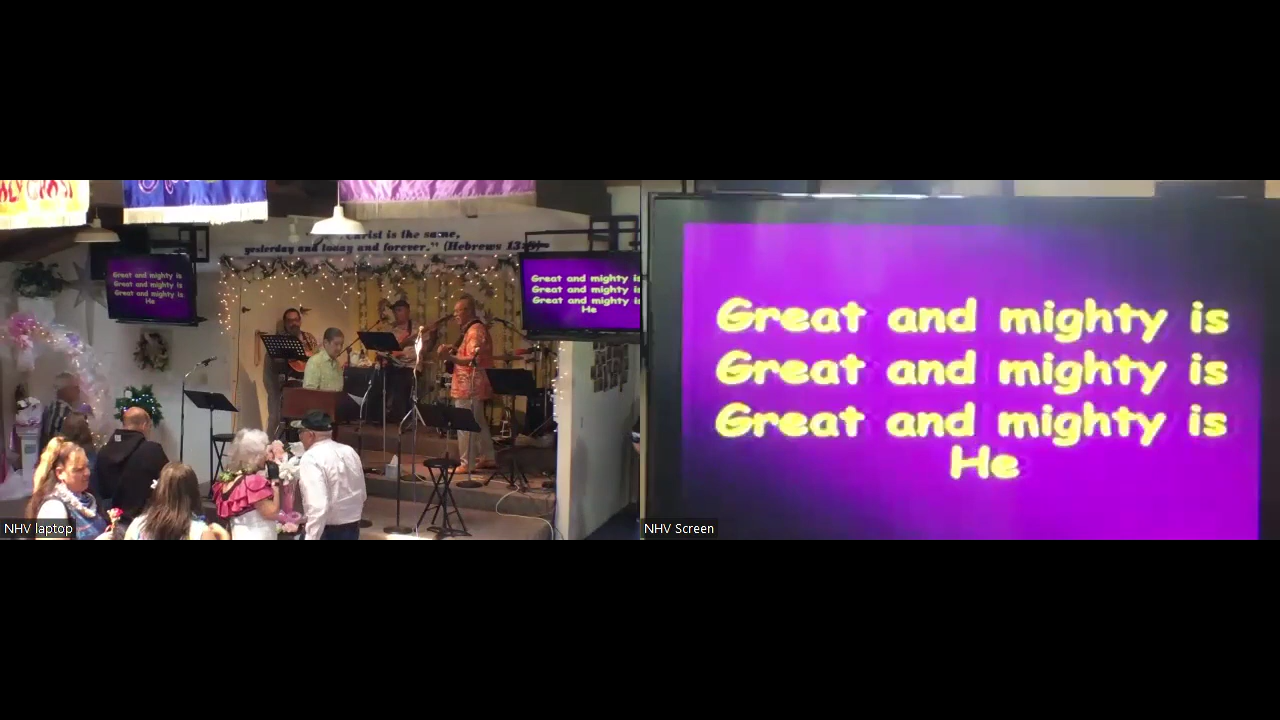 Christ is the same,
yesterday and today and forever." (Hebrews 13:8)
Great and mighty is
Great and mighty is
Great and mighty is
He
Great and mighty is
Great and mighty is
Great and mighty is
He
NHV laptop
Great and mighty is
Great and mighty is
Great and mighty is
He
NHV Screen